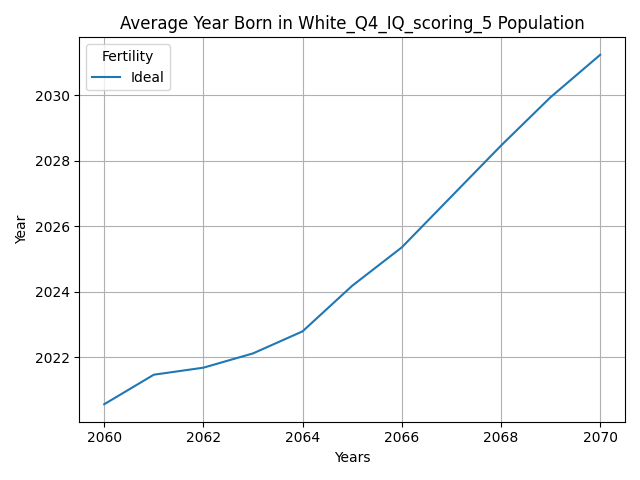 Average Year Born in White_Q4_IQ_scoring_5 Population
Fertility
Ideal
Year
2030
2028
2026
2024
2022
2060 2062 2064 2066 2068 2070
Years